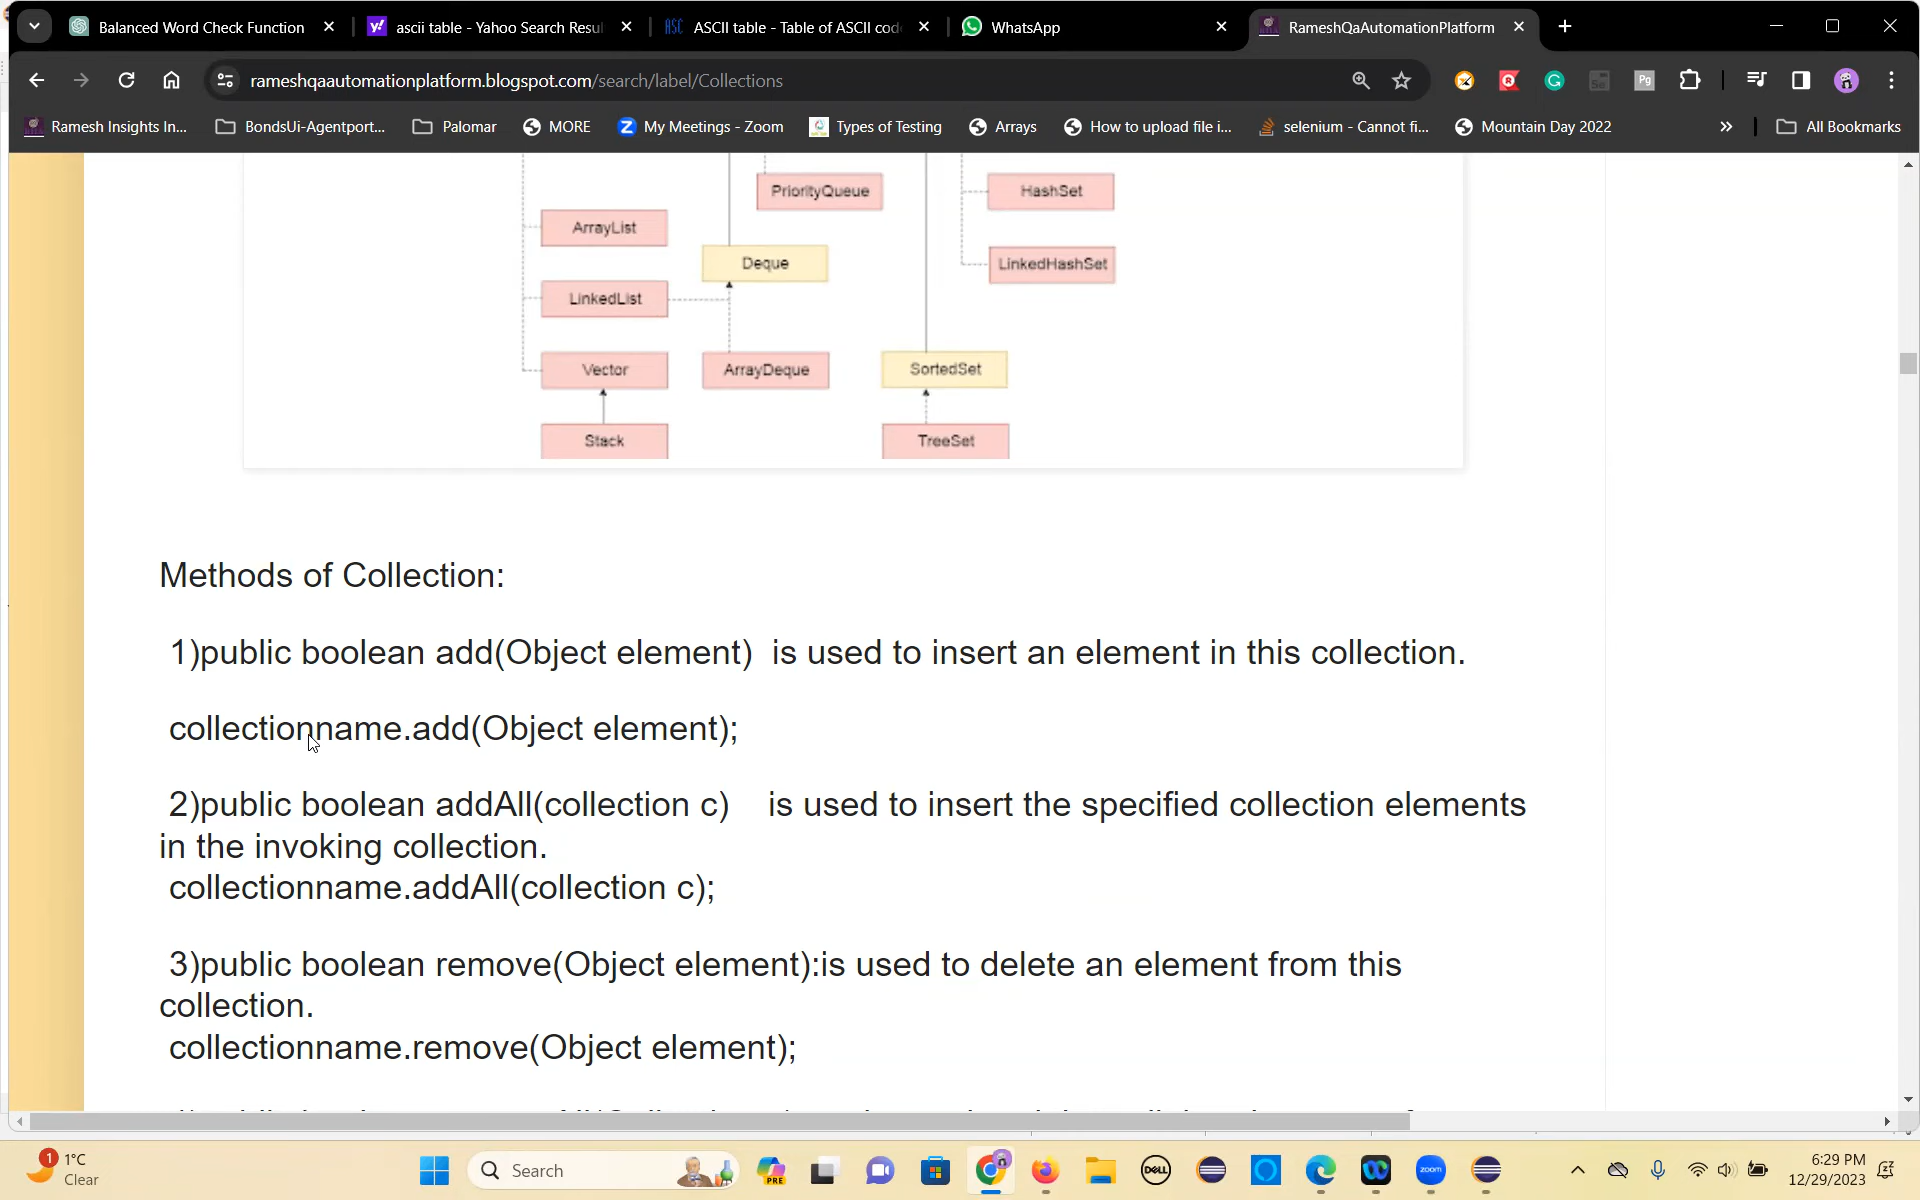 Balanced Word Check Function
ascii table - Yahoo Search Resul
ASC ASCII table - Table of ASCII code
WhatsApp
RameshQaAutomationPlatform
rameshqaautomationplatform.blogspot.com/search/label/Collections
Ramesh Insights In...
BondsUi-Agentport...
Palomar
MORE
My Meetings - Zoom
Types of Testing
Arrays
How to upload file i...
selenium - Cannot fi...
Mountain Day 2022
All Bookmarks
PriorityQueue
HashSet
ArrayList
Deque
LinkedHashSet
LinkedList
Vector
ArrayDeque
SortedSet
Stack
TreeSet
Methods of Collection:
1)public boolean add(Object element) is used to insert an element in this collection.
collectionname.add(Object element);
2)public boolean addAll(collection c) is used to insert the specified collection elements
in the invoking collection.
collectionname.addAll(collection c);
3)public boolean remove(Object element):is used to delete an element from this
collection.
collectionname.remove(Object element);
1
1°C
Clear
Search
PRE
DELL
zoom
6:29 PM
12/29/2023